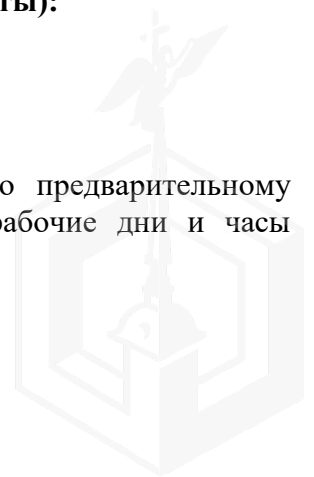 ты):
о предварительному
рабочие дни и часы